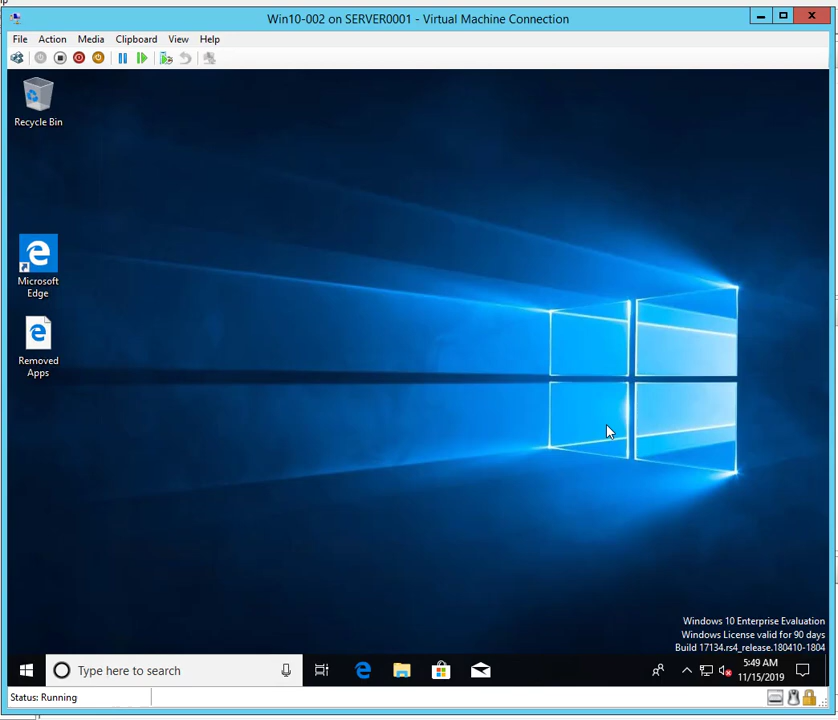 Win10-002 on SERVER0001 - Virtual Machine Connection
File Action Media Clipboard View Help
Recycle Bin
Microsoft
Edge
Removed
Apps
Windows 10 Enterprise Evaluation
Windows License valid for 90 days
Build 17134.rs4_release.180410-1804
Type here to search
5:49 AM
11/15/2019
Status: Running